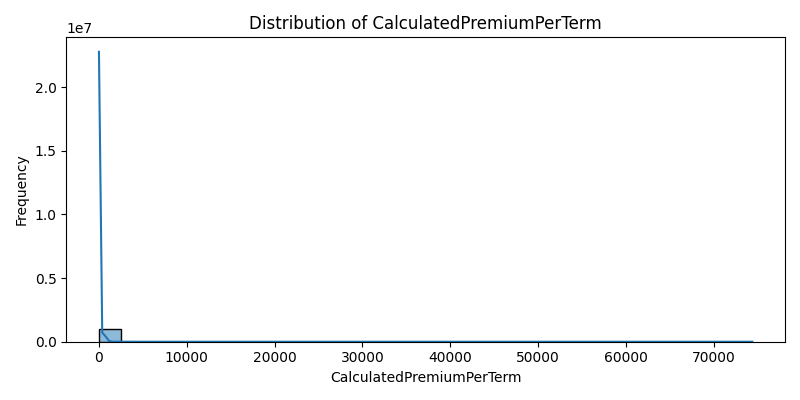 Distribution of CalculatedPremiumPerTerm
1e7
2.0
1.5
1.0
0.5
0.0
Frequency
0 10000 20000 30000 40000 50000 60000 70000
CalculatedPremiumPerTerm